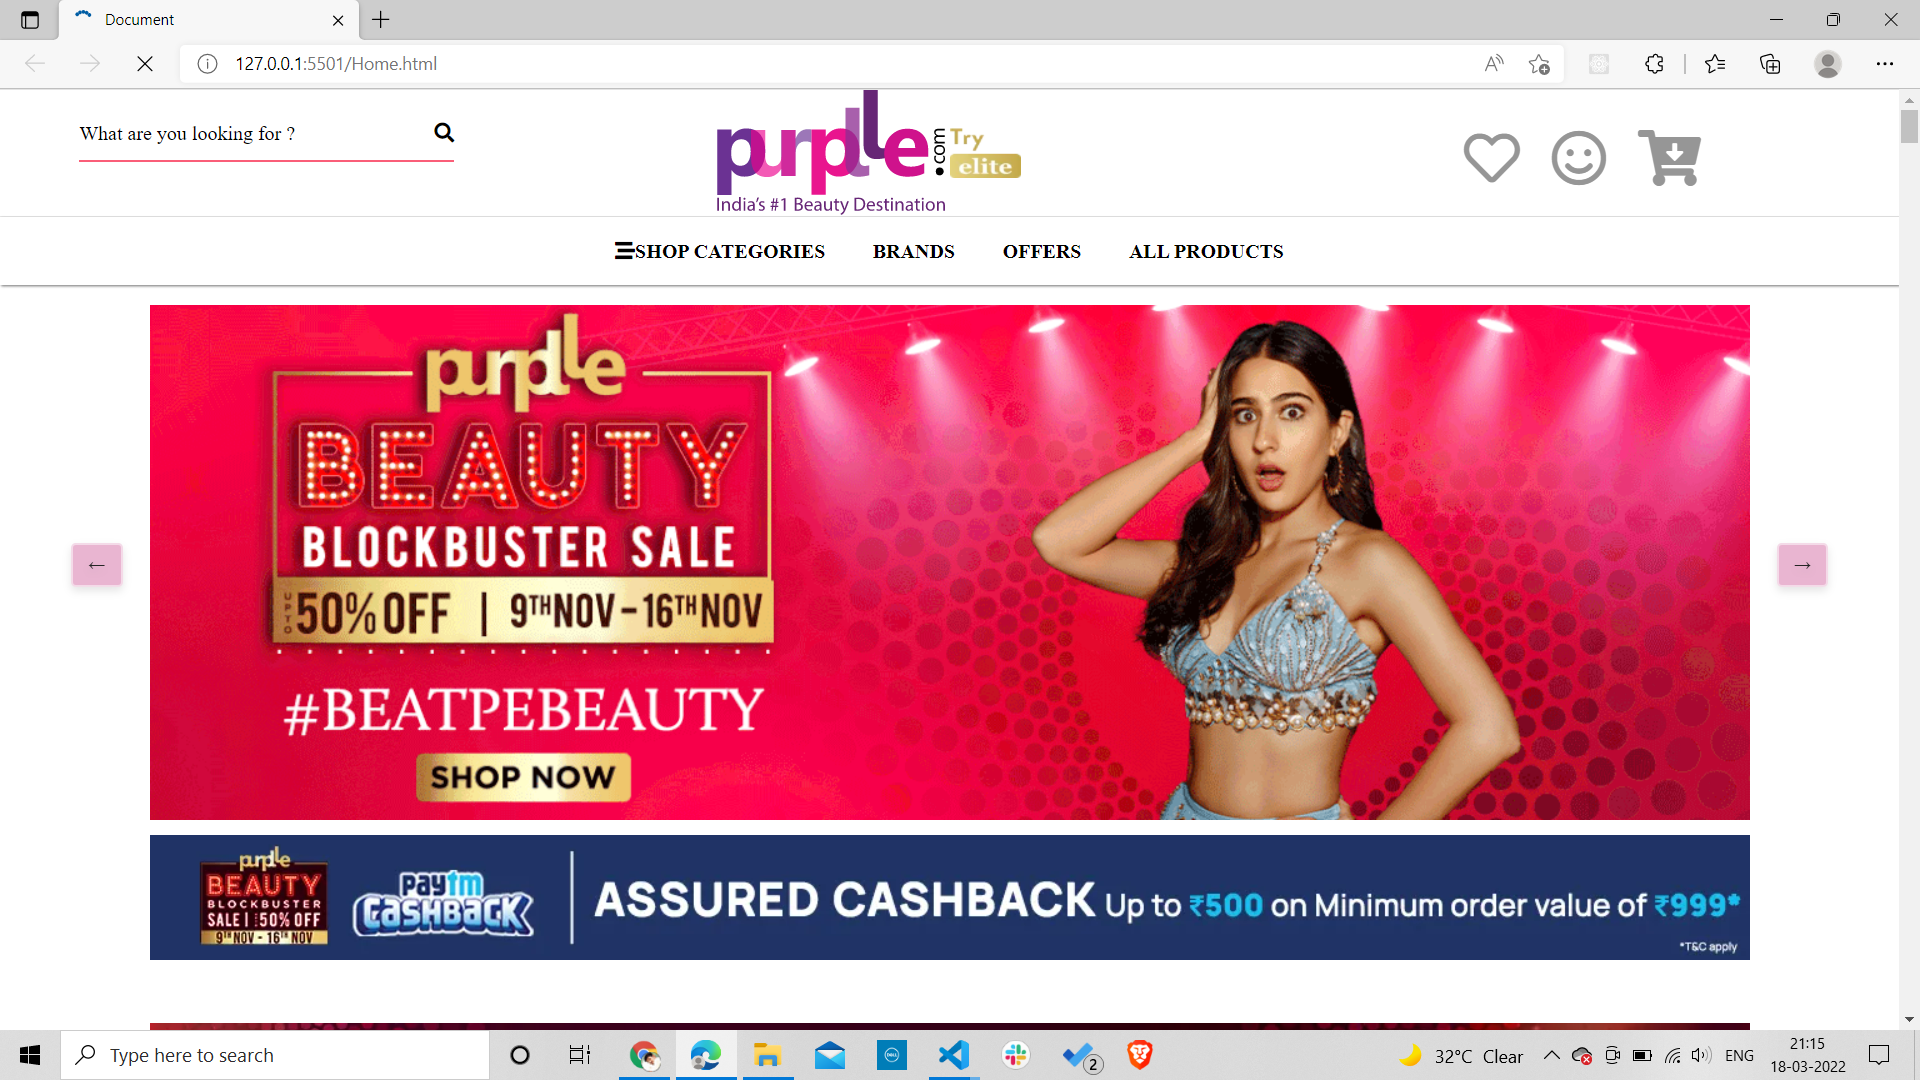 Document
127.0.0.1:5501/Home.html
What are you looking for ?
purplle.com
Try
elite
India's #1 Beauty Destination
SHOP CATEGORIES BRANDS OFFERS ALL PRODUCTS
purplle
BEAUTY
BLOCKBUSTER SALE
UPTO 50% OFF | 9TH NOV – 16TH NOV
#BEATPEBEAUTY
SHOP NOW
← →
purplle
BEAUTY
BLOCKBUSTER
SALE | UPTO 50% OFF
9TH NOV - 16TH NOV
paytm
CASHBACK
ASSURED CASHBACK Up to ₹500 on Minimum order value of ₹999*
*T&C apply
Type here to search
DELL
2
32°C Clear
ENG
21:15
18-03-2022